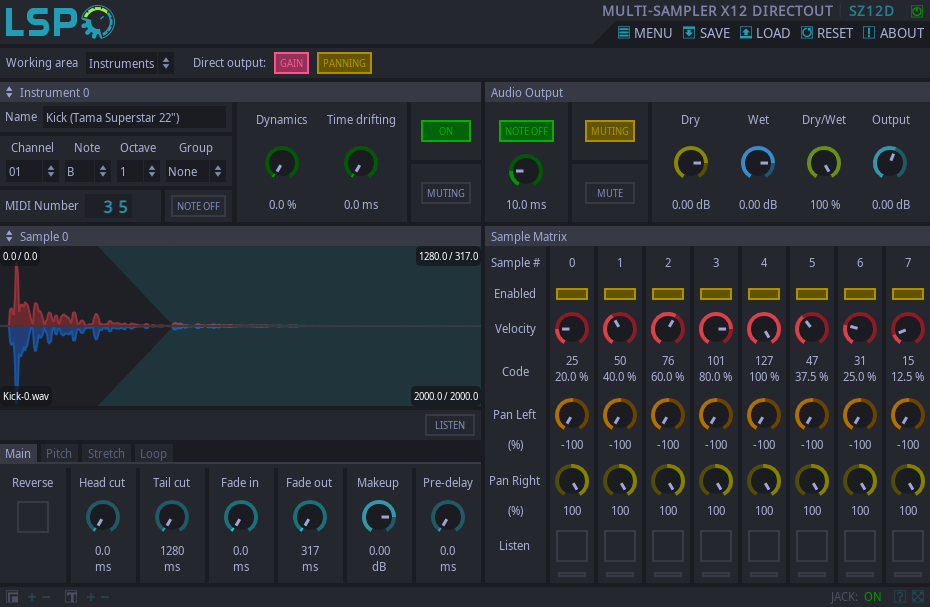 LSP
MULTI-SAMPLER X12 DIRECTOUT SZ12D
MENU SAVE LOAD RESET ABOUT
Working area Instruments Direct output: GAIN PANNING
Instrument 0
Name Kick (Tama Superstar 22")
Channel Note Octave Group
01 B 1 None
MIDI Number 35 NOTE OFF
Dynamics Time drifting
0.0 % 0.0 ms
ON
MUTING
Audio Output
NOTE OFF
10.0 ms
MUTING
MUTE
Dry Wet Dry/Wet Output
0.00 dB 0.00 dB 100 % 0.00 dB
Sample 0
0.0 / 0.0 1280.0 / 317.0
Kick-0.wav 2000.0 / 2000.0
LISTEN
Main Pitch Stretch Loop
Reverse Head cut Tail cut Fade in Fade out Makeup Pre-delay
0.0 1280 0.0 317 0.00 0.0
ms ms ms ms dB ms
Sample Matrix
Sample # 0 1 2 3 4 5 6 7
Enabled
Velocity
Code
25 50 76 101 127 47 31 15
20.0 % 40.0 % 60.0 % 80.0 % 100 % 37.5 % 25.0 % 12.5 %
Pan Left
(%) -100 -100 -100 -100 -100 -100 -100 -100
Pan Right
(%) 100 100 100 100 100 100 100 100
Listen
T + − + −
JACK: ON ?